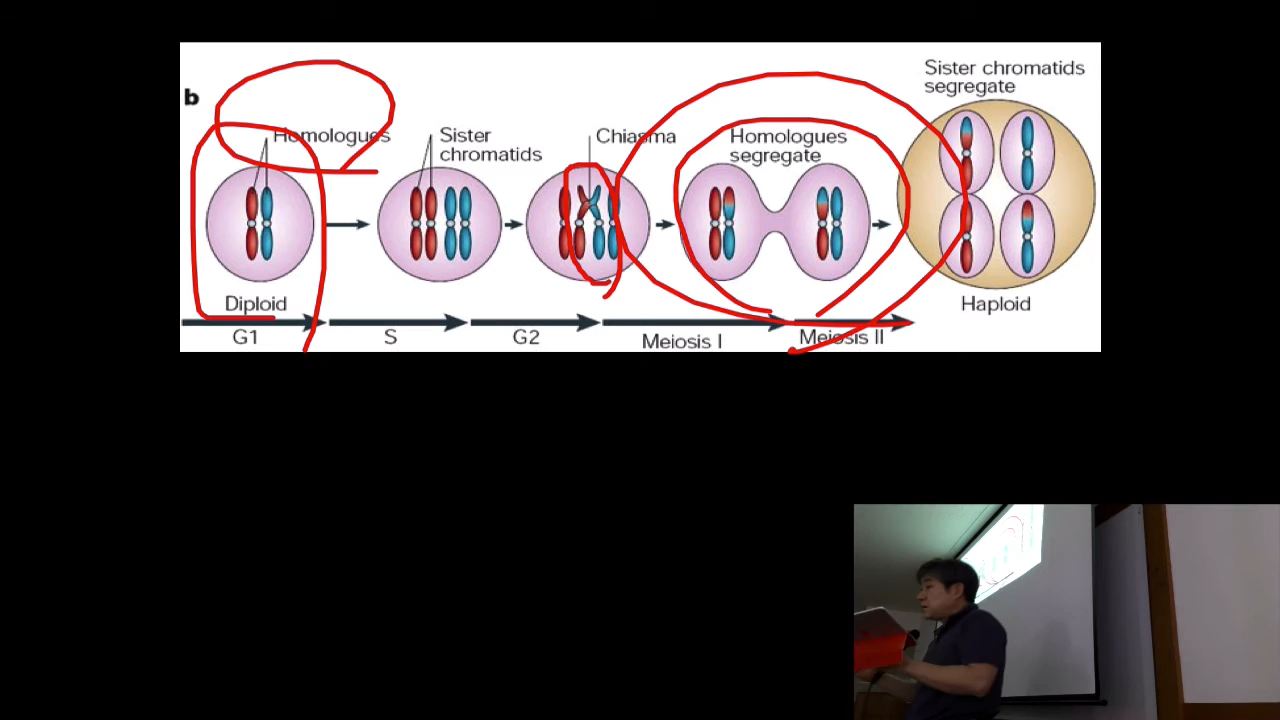 b
Homologues
Diploid
Sister
chromatids
Chiasma
Homologues
segregate
Sister chromatids
segregate
Haploid
G1
S
G2
Meiosis I
Meiosis II